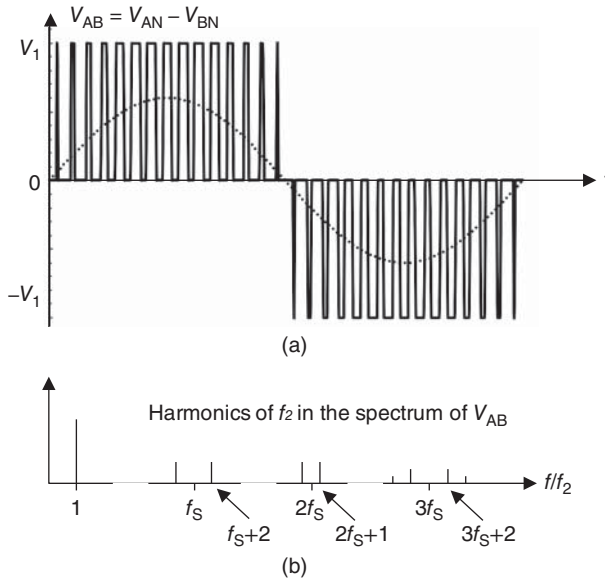 V_AB = V_AN – V_BN
V_1
0
–V_1
(a)
Harmonics of f_2 in the spectrum of V_AB
f/f_2
1
f_S
2f_S
3f_S
f_S+2
2f_S+1
3f_S+2
(b)